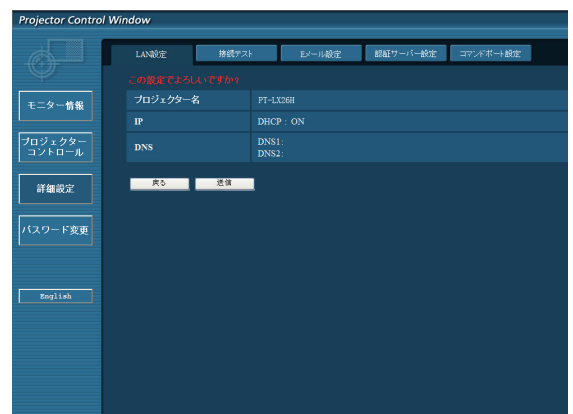 Projector Control Window
LAN設定
接続テスト
Eメール設定
認証サーバー設定
コマンドポート設定
この設定でよろしいですか?
プロジェクター名 PT-LX26H
IP DHCP : ON
DNS DNS1:
DNS2:
戻る 送信
モニター情報
プロジェクター
コントロール
詳細設定
パスワード変更
English